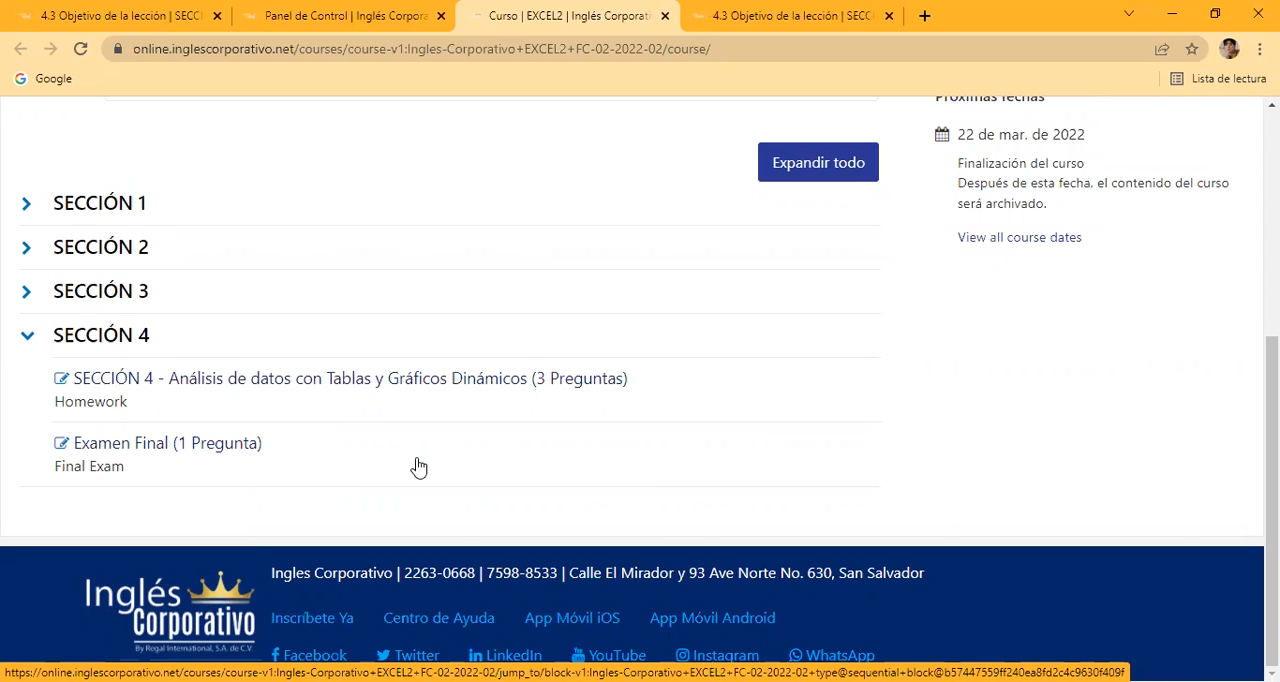 4.3 Objetivo de la lección | SECCI
Panel de Control | Inglés Corpora
Curso | EXCEL2 | Inglés Corporati
4.3 Objetivo de la lección | SECC
online.inglescorporativo.net/courses/course-v1:Ingles-Corporativo+EXCEL2+FC-02-2022-02/course/
Google
Lista de lectura
Próximas fechas
22 de mar. de 2022
Finalización del curso
Después de esta fecha, el contenido del curso
será archivado.
View all course dates
Expandir todo
SECCIÓN 1
SECCIÓN 2
SECCIÓN 3
SECCIÓN 4
SECCIÓN 4 - Análisis de datos con Tablas y Gráficos Dinámicos (3 Preguntas)
Homework
Examen Final (1 Pregunta)
Final Exam
Inglés
Corporativo
By Regal International, S.A. de C.V.
Ingles Corporativo | 2263-0668 | 7598-8533 | Calle El Mirador y 93 Ave Norte No. 630, San Salvador
Inscríbete Ya
Centro de Ayuda
App Móvil iOS
App Móvil Android
Facebook
Twitter
LinkedIn
YouTube
Instagram
WhatsApp
https://online.inglescorporativo.net/courses/course-v1:Ingles-Corporativo+EXCEL2+FC-02-2022-02/jump_to/block-v1:Ingles-Corporativo+EXCEL2+FC-02-2022-02+type@sequential+block@b57447559ff240ea8fd2c4c9630f409f